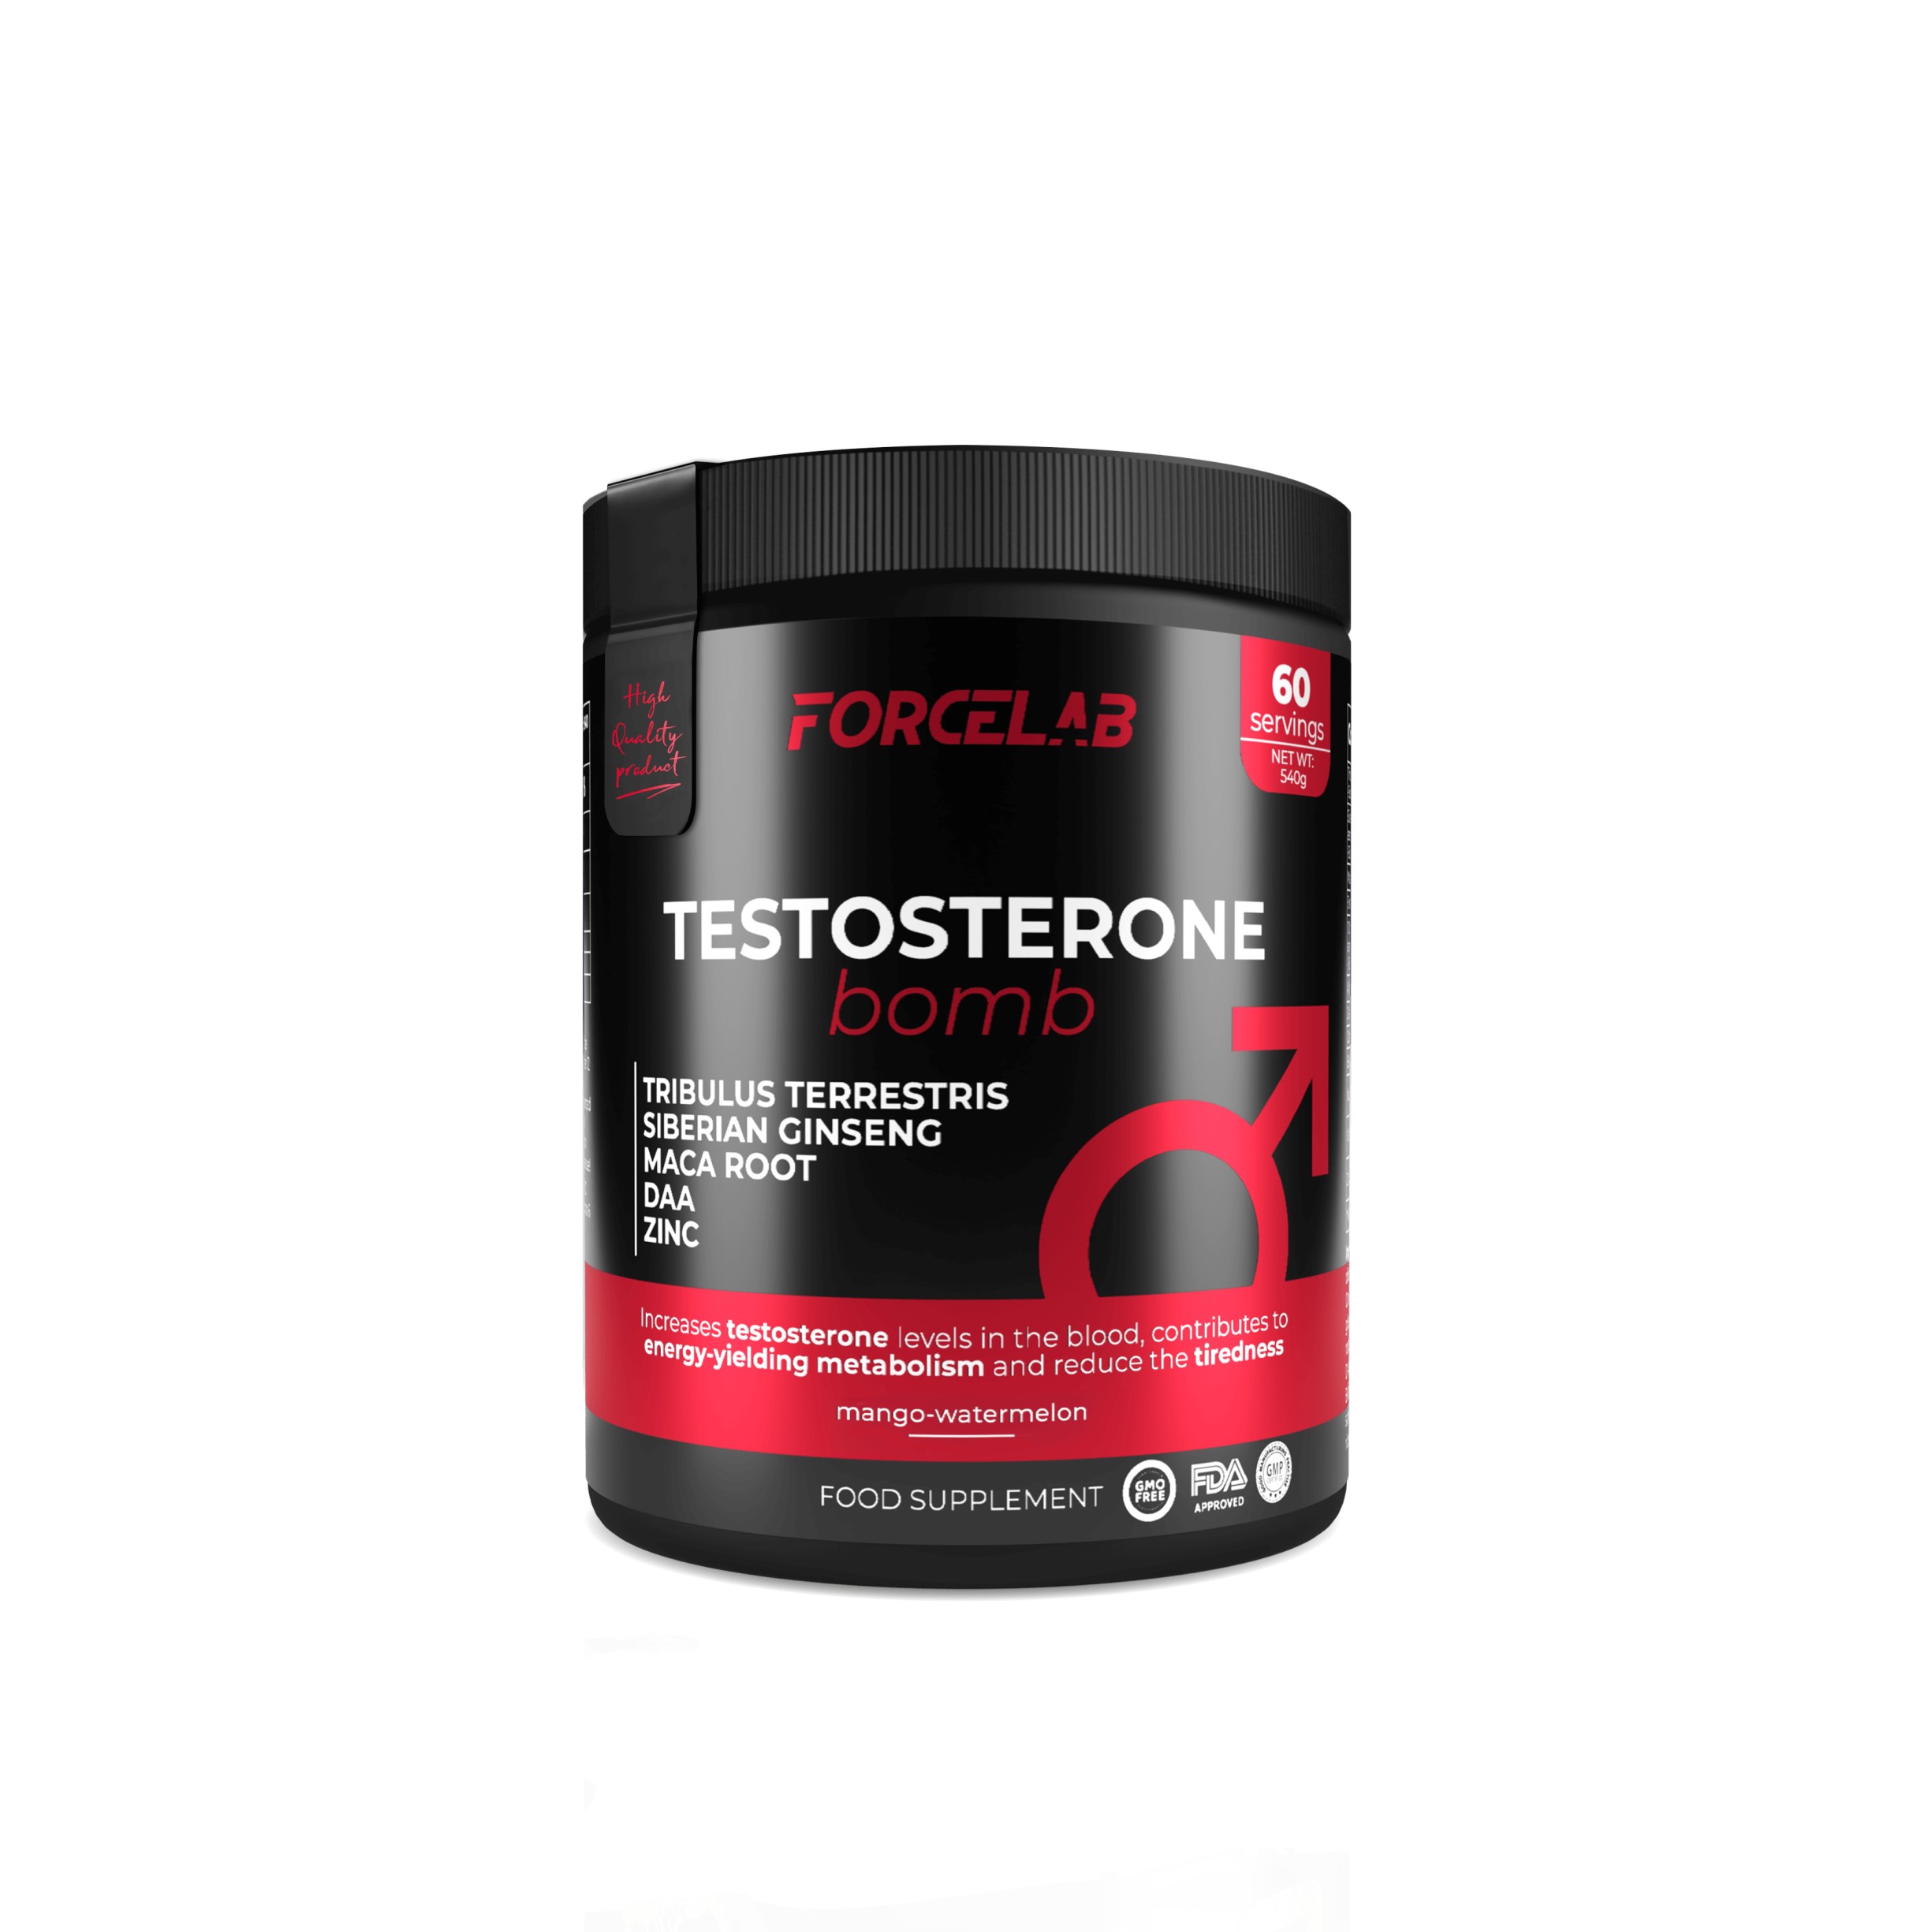 High
Quality
product
FORCELAB
60
servings
NET WT:
540g
TESTOSTERONE
bomb
TRIBULUS TERRESTRIS
SIBERIAN GINSENG
MACA ROOT
DAA
ZINC
Increases testosterone levels in the blood, contributes to
energy-yielding metabolism and reduce the tiredness
mango-watermelon
FOOD SUPPLEMENT
GMO
FREE
FDA
APPROVED
GMP